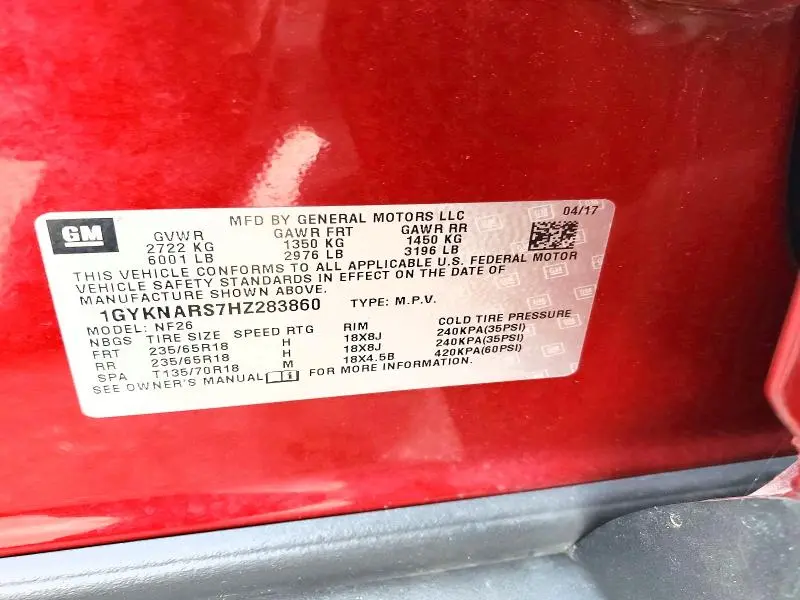 GM
MFD BY GENERAL MOTORS LLC 04/17
GVWR GAWR FRT GAWR RR
2722 KG 1350 KG 1450 KG
6001 LB 2976 LB 3196 LB
THIS VEHICLE CONFORMS TO ALL APPLICABLE U.S. FEDERAL MOTOR
VEHICLE SAFETY STANDARDS IN EFFECT ON THE DATE OF
MANUFACTURE SHOWN ABOVE.
1GYKNARS7HZ283860 TYPE: M.P.V.
MODEL: NF26
NBGS TIRE SIZE SPEED RTG RIM COLD TIRE PRESSURE
FRT 235/65R18 H 18X8J 240KPA(35PSI)
RR 235/65R18 H 18X8J 240KPA(35PSI)
SPA T135/70R18 M 18X4.5B 420KPA(60PSI)
SEE OWNER'S MANUAL i FOR MORE INFORMATION.